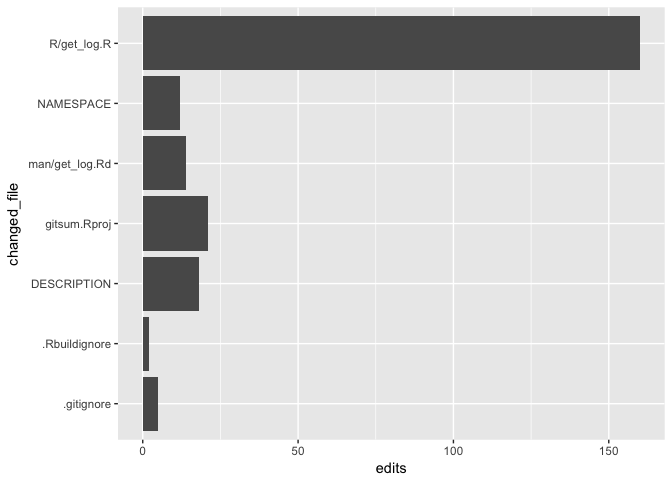 R/get_log.R
NAMESPACE
man/get_log.Rd
gitsum.Rproj
DESCRIPTION
.Rbuildignore
.gitignore
changed_file
0 50 100 150
edits